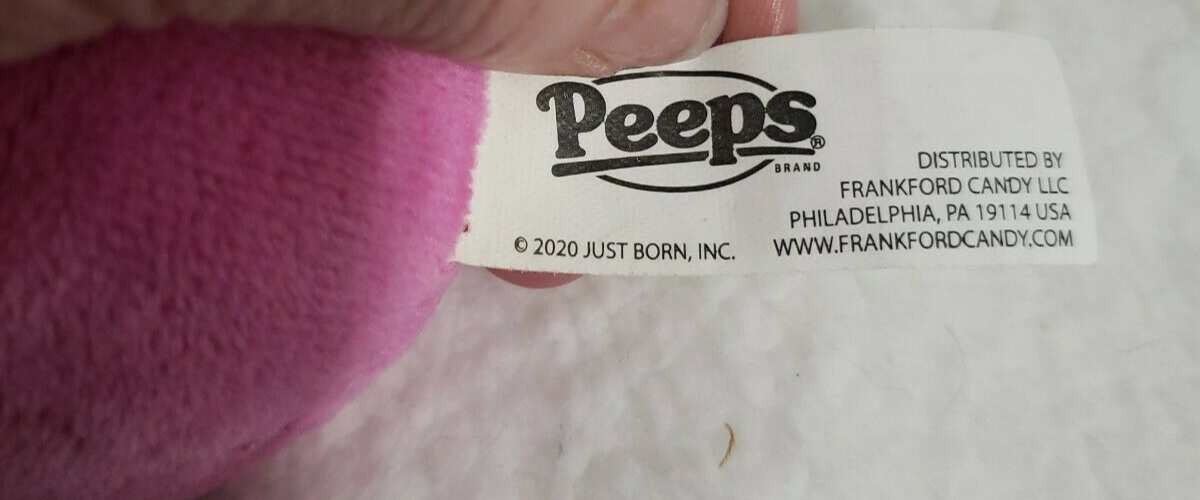 Peeps®
BRAND
© 2020 JUST BORN, INC.
DISTRIBUTED BY
FRANKFORD CANDY LLC
PHILADELPHIA, PA 19114 USA
WWW.FRANKFORDCANDY.COM